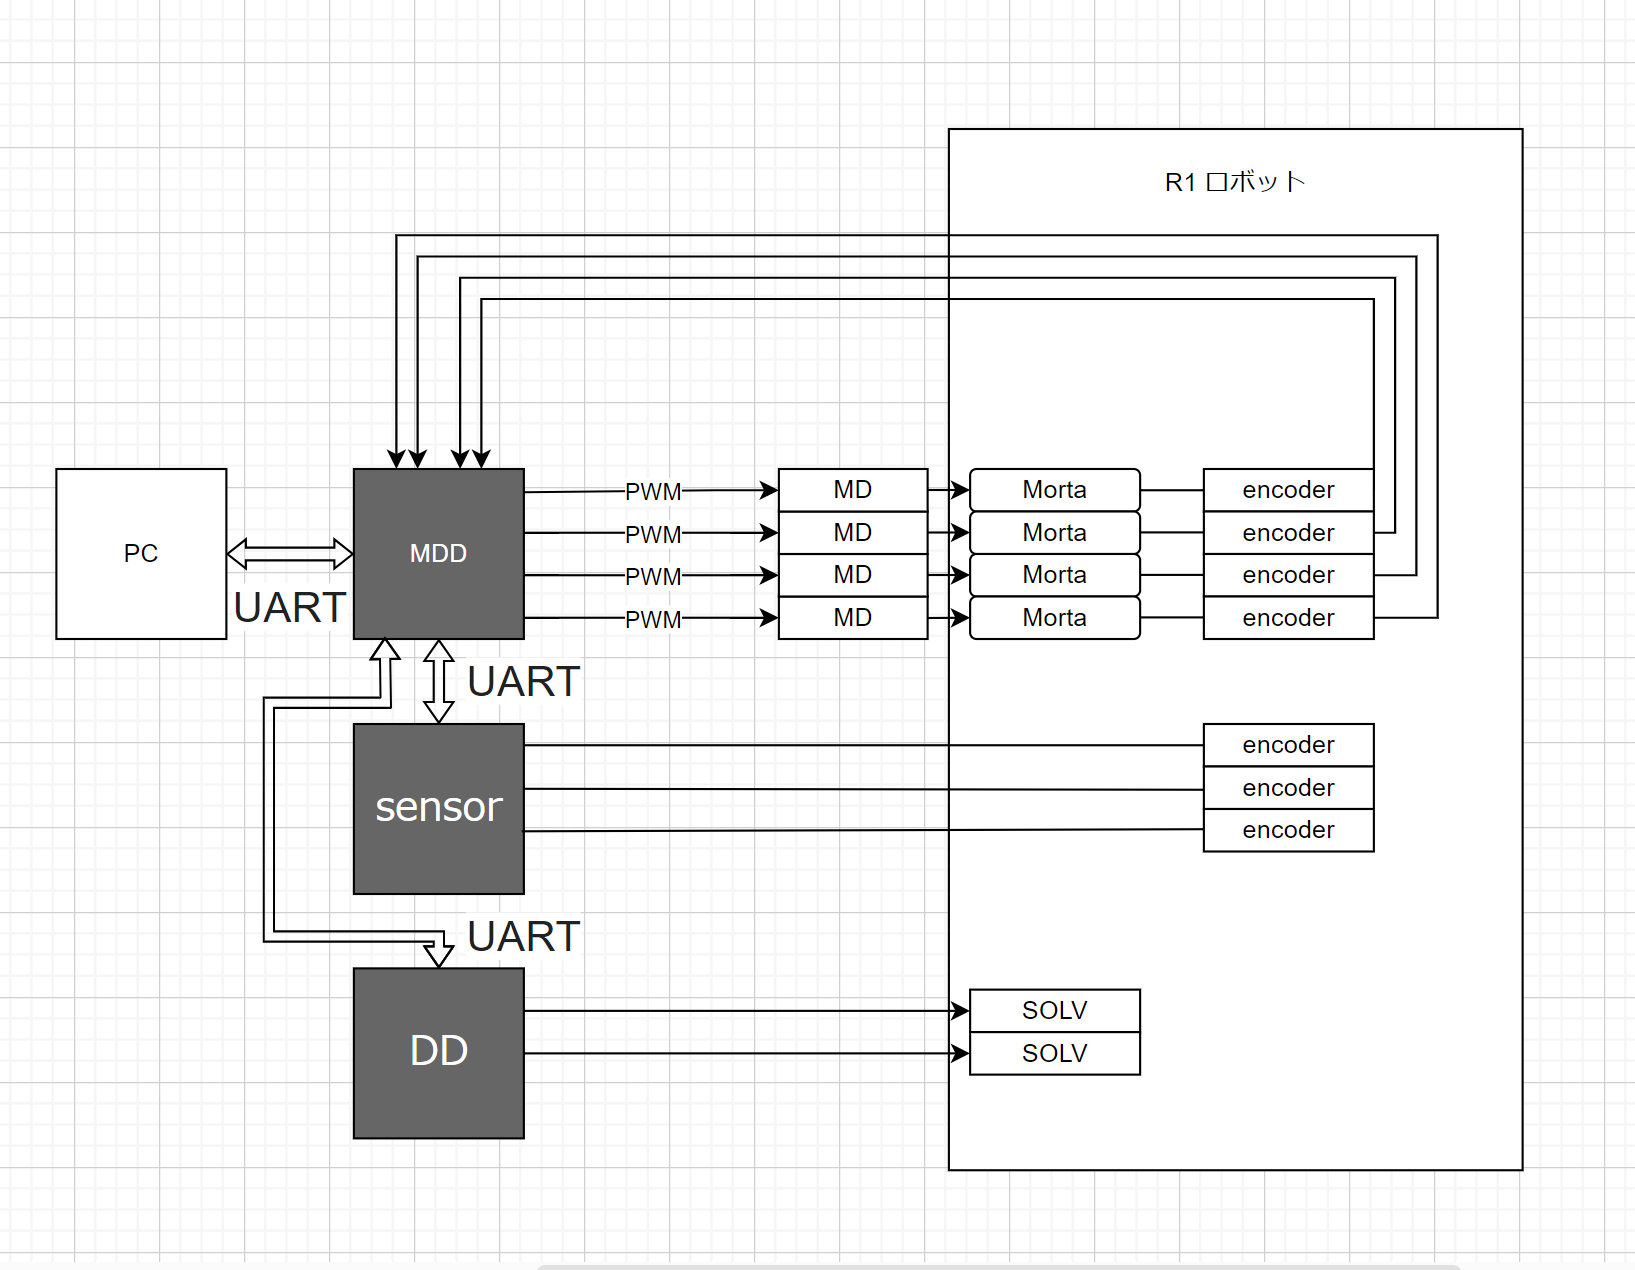 R1 ロボット
PC
UART
MDD
PWM
MD
Morta
encoder
PWM
MD
Morta
encoder
PWM
MD
Morta
encoder
PWM
MD
Morta
encoder
UART
sensor
encoder
encoder
encoder
UART
DD
SOLV
SOLV